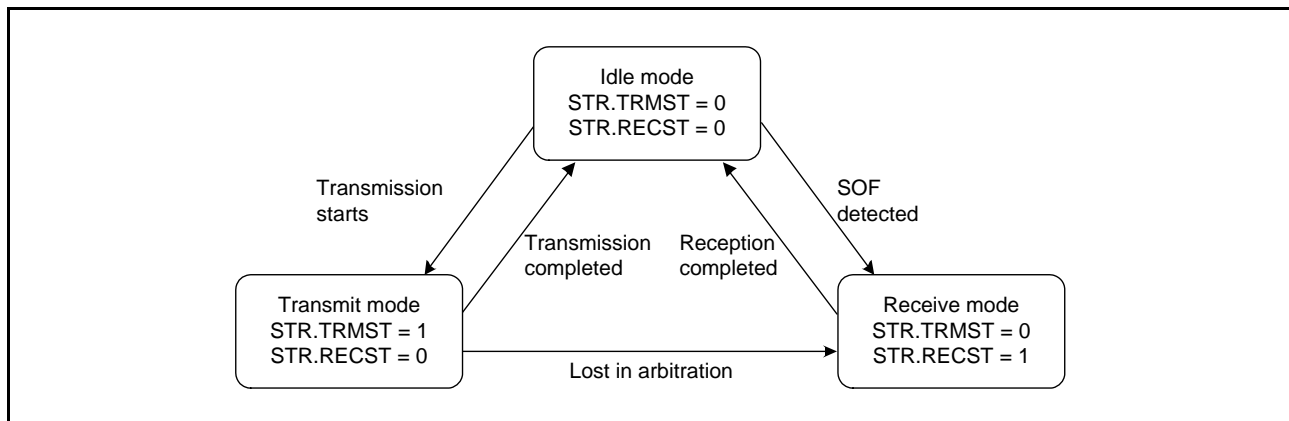 Idle mode
STR.TRMST = 0
STR.RECST = 0
Transmission
starts
SOF
detected
Transmission
completed
Reception
completed
Transmit mode
STR.TRMST = 1
STR.RECST = 0
Receive mode
STR.TRMST = 0
STR.RECST = 1
Lost in arbitration